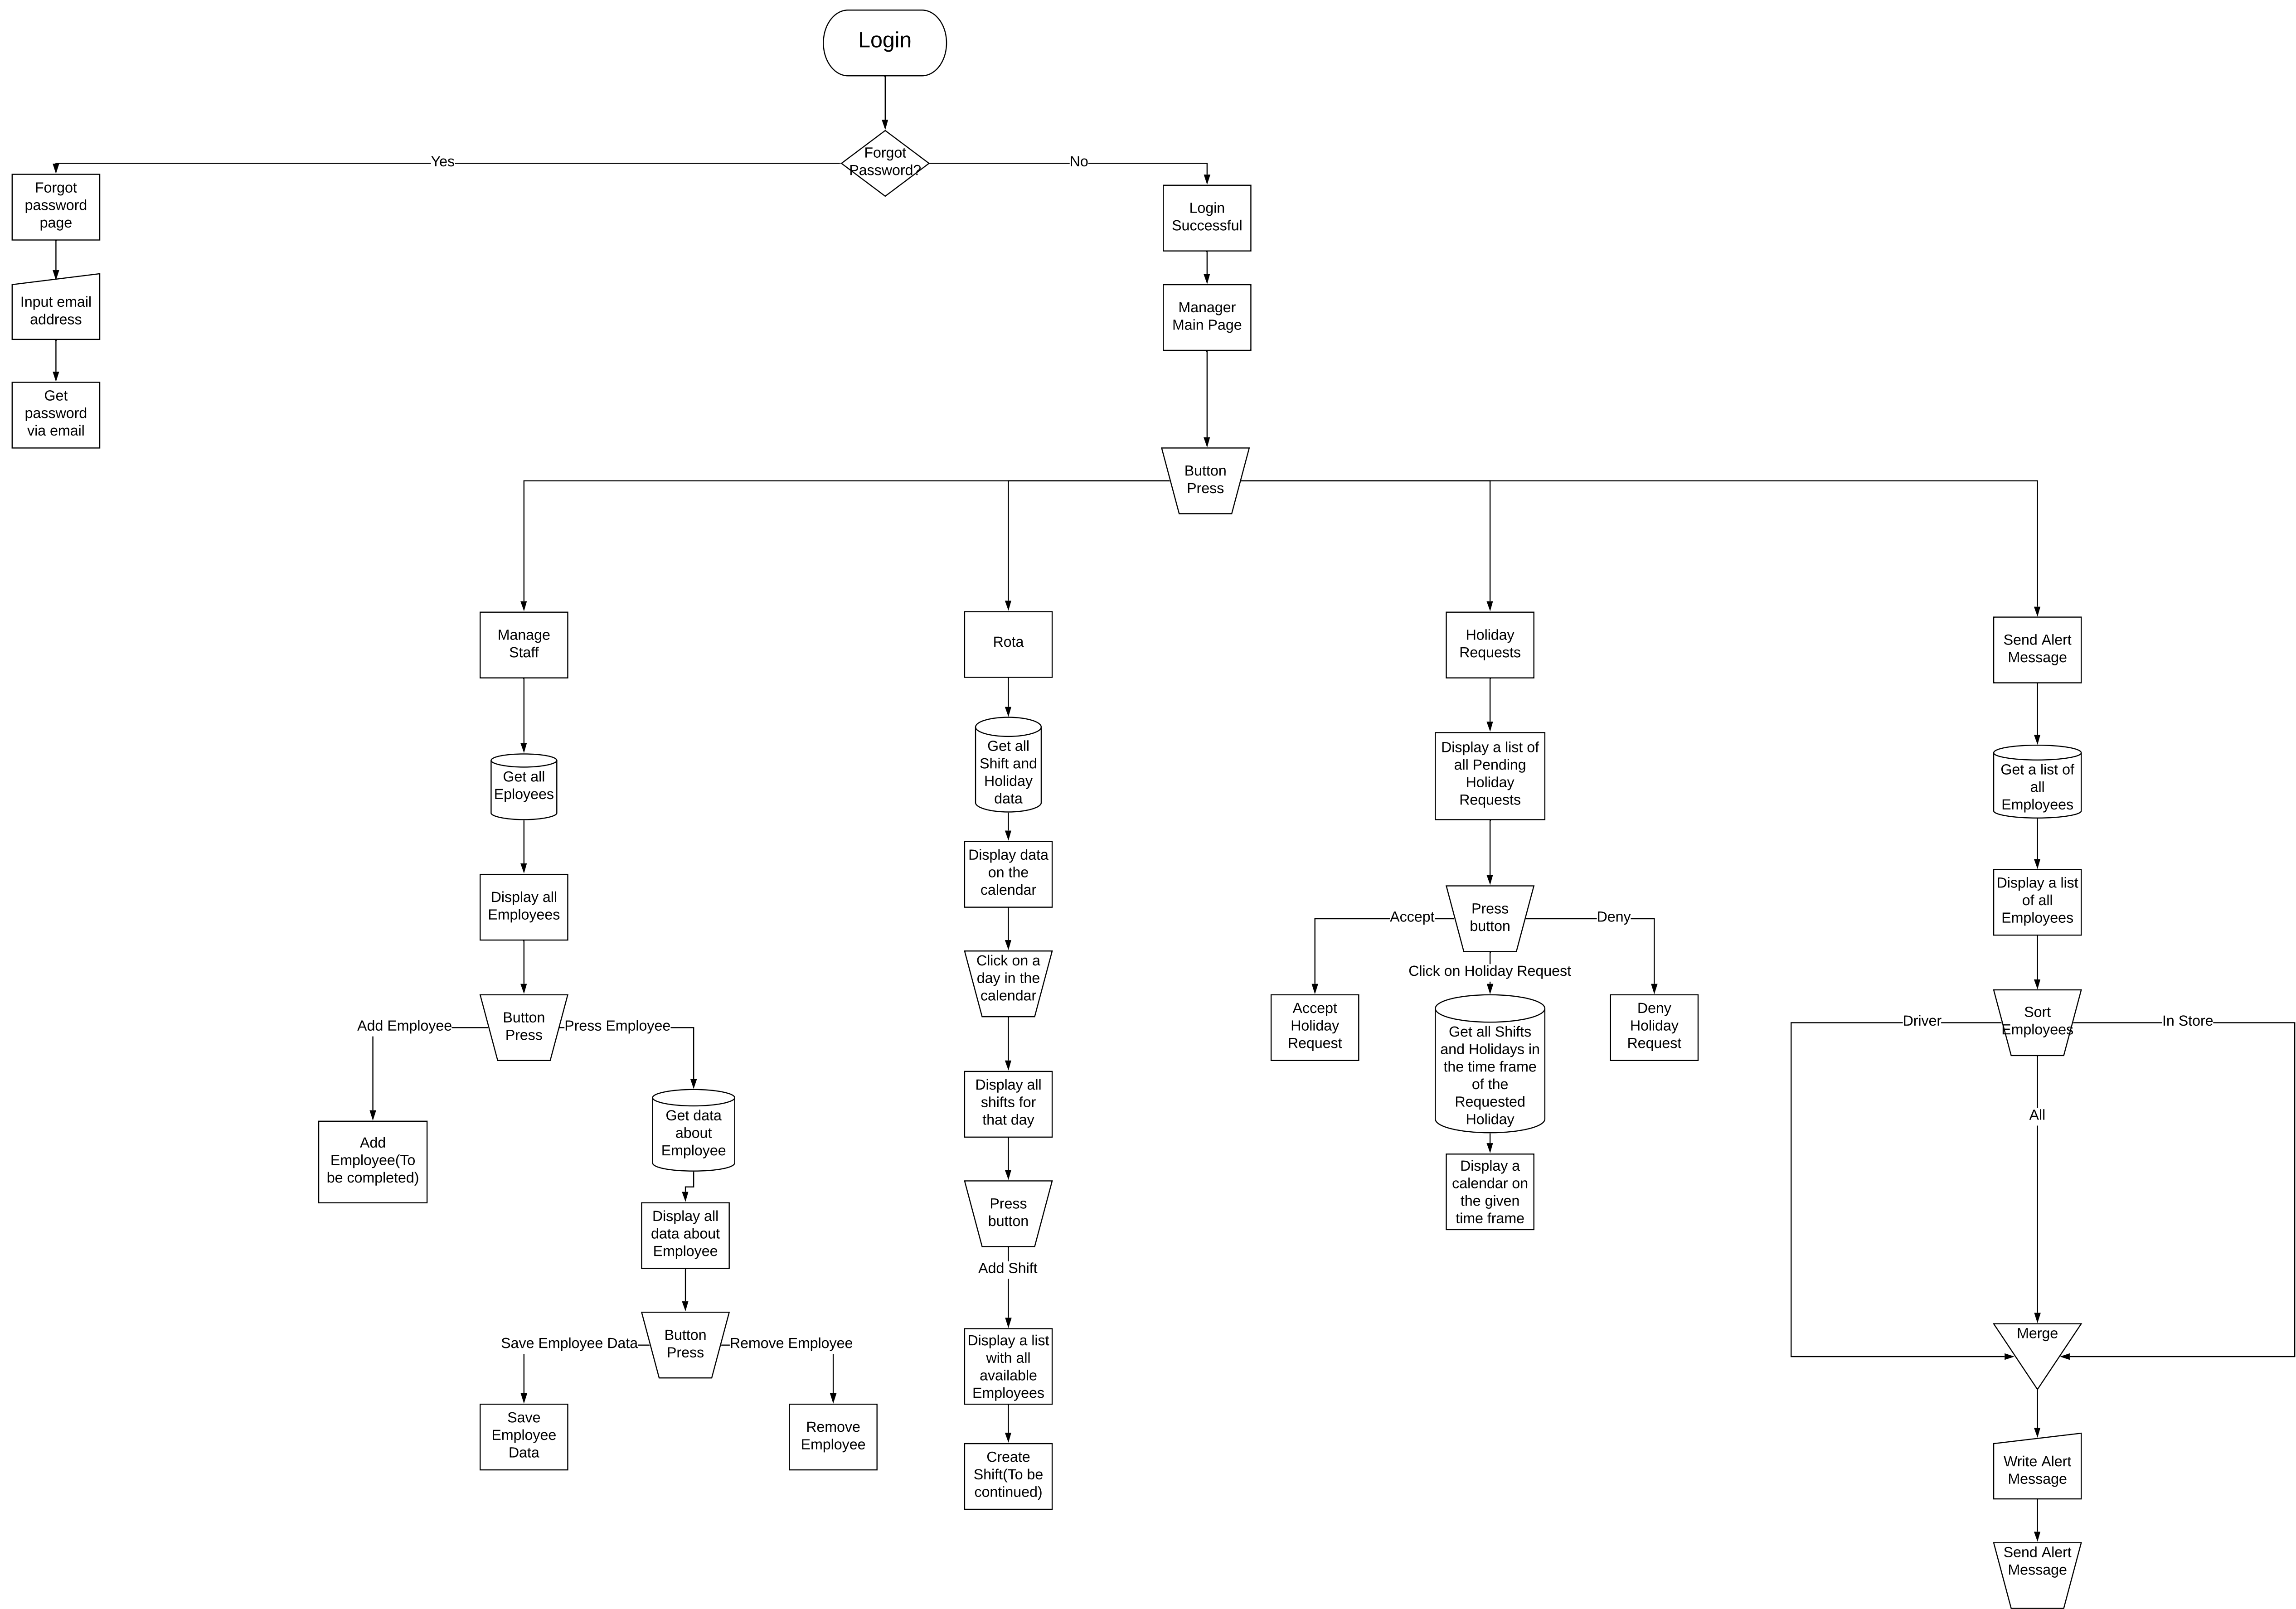 Login
Forgot
Password?
Yes
No
Forgot
password
page
Login
Successful
Input email
address
Manager
Main Page
Get
password
via email
Button
Press
Manage
Staff
Rota
Holiday
Requests
Send Alert
Message
Get all
Eployees
Get all
Shift and
Holiday
data
Display a list of
all Pending
Holiday
Requests
Get a list of
all
Employees
Display all
Employees
Display data
on the
calendar
Press
button
Accept
Deny
Click on Holiday Request
Display a list
of all
Employees
Button
Press
Add Employee
Press Employee
Click on a
day in the
calendar
Accept
Holiday
Request
Get all Shifts
and Holidays in
the time frame
of the
Requested
Holiday
Deny
Holiday
Request
Sort
Employees
Driver
In Store
All
Add
Employee(To
be completed)
Get data
about
Employee
Display all
shifts for
that day
Display a
calendar on
the given
time frame
Display all
data about
Employee
Press
button
Add Shift
Button
Press
Save Employee Data
Remove Employee
Display a list
with all
available
Employees
Merge
Save
Employee
Data
Remove
Employee
Create
Shift(To be
continued)
Write Alert
Message
Send Alert
Message